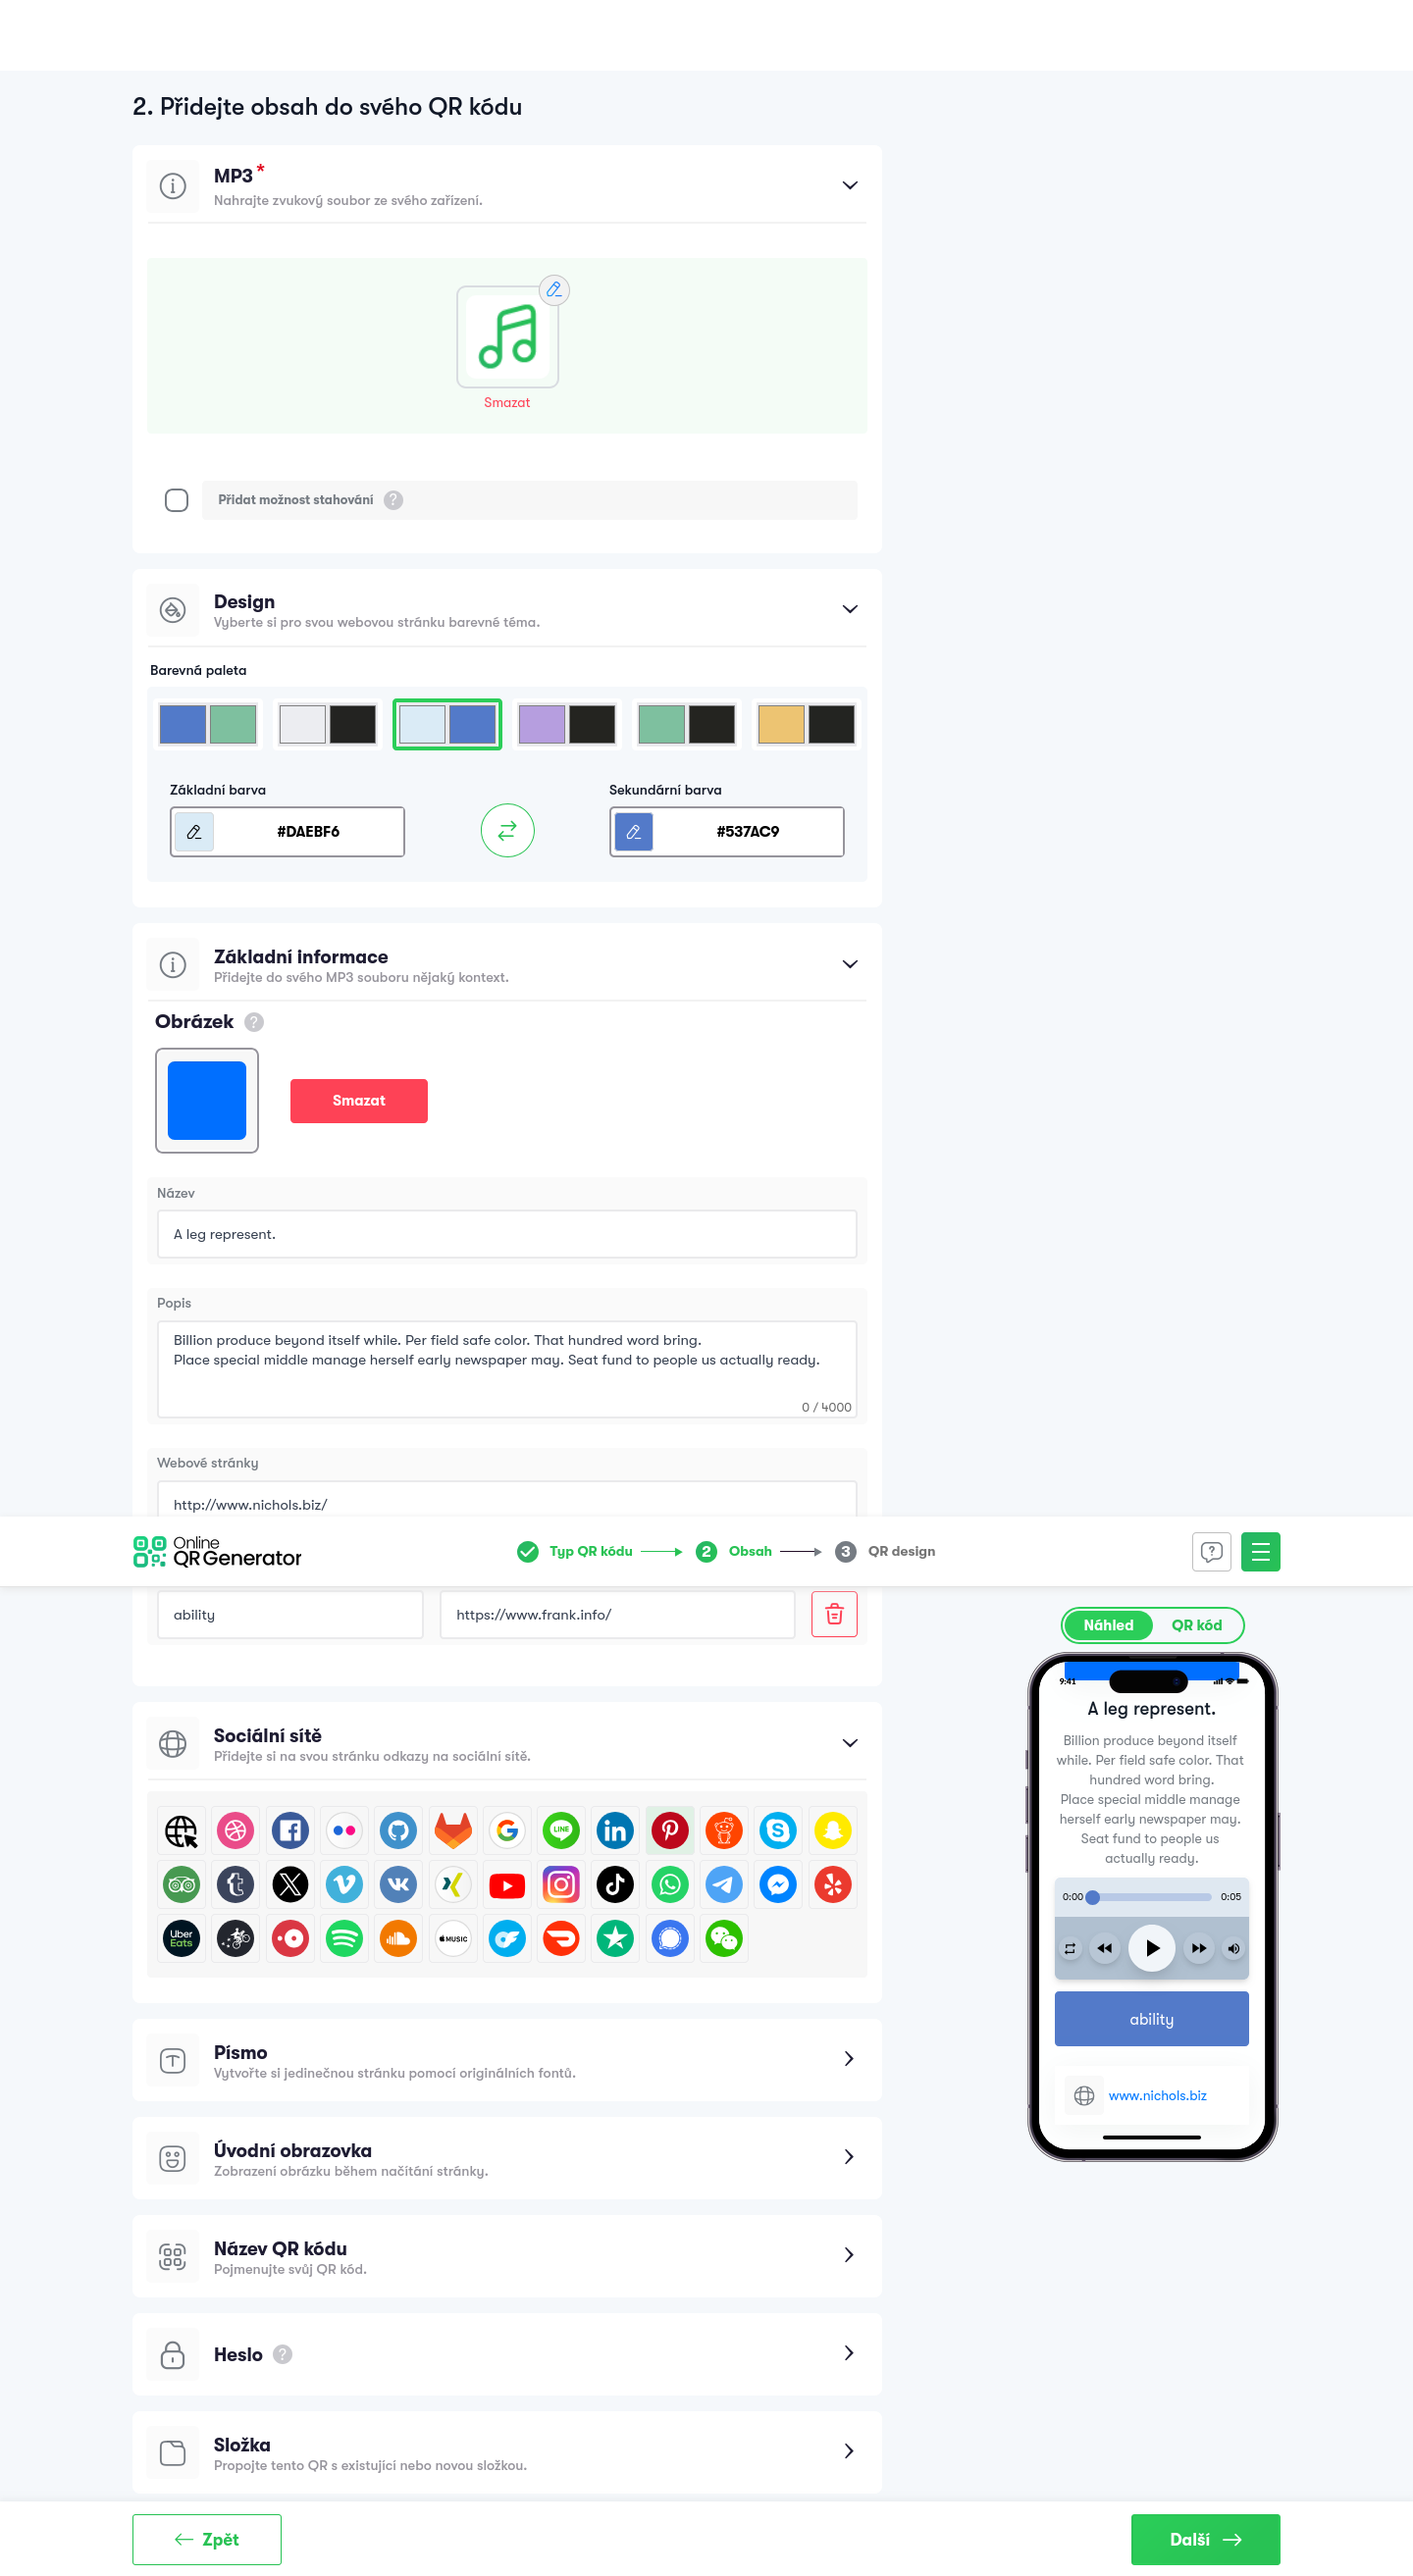 2. Přidejte obsah do svého QR kódu
MP3 *
Nahrajte zvukový soubor ze svého zařízení.
Smazat
Přidat možnost stahování ?
Design
Vyberte si pro svou webovou stránku barevné téma.
Barevná paleta
Základní barva
#DAEBF6
Sekundární barva
#537AC9
Základní informace
Přidejte do svého MP3 souboru nějaký kontext.
Obrázek ?
Smazat
Název
A leg represent.
Popis
Billion produce beyond itself while. Per field safe color. That hundred word bring.
Place special middle manage herself early newspaper may. Seat fund to people us actually ready.
0 / 4000
Webové stránky
http://www.nichols.biz/
Online
QR Generator
Typ QR kódu
2 Obsah
3 QR design
ability
https://www.frank.info/
Náhled
QR kód
9:41
A leg represent.
Billion produce beyond itself
while. Per field safe color. That
hundred word bring.
Place special middle manage
herself early newspaper may.
Seat fund to people us
actually ready.
0:00
0:05
ability
www.nichols.biz
Sociální sítě
Přidejte si na svou stránku odkazy na sociální sítě.
LINE
Uber
Eats
MUSIC
Písmo
Vytvořte si jedinečnou stránku pomocí originálních fontů.
Úvodní obrazovka
Zobrazení obrázku během načítání stránky.
Název QR kódu
Pojmenujte svůj QR kód.
Heslo ?
Složka
Propojte tento QR s existující nebo novou složkou.
Zpět
Další